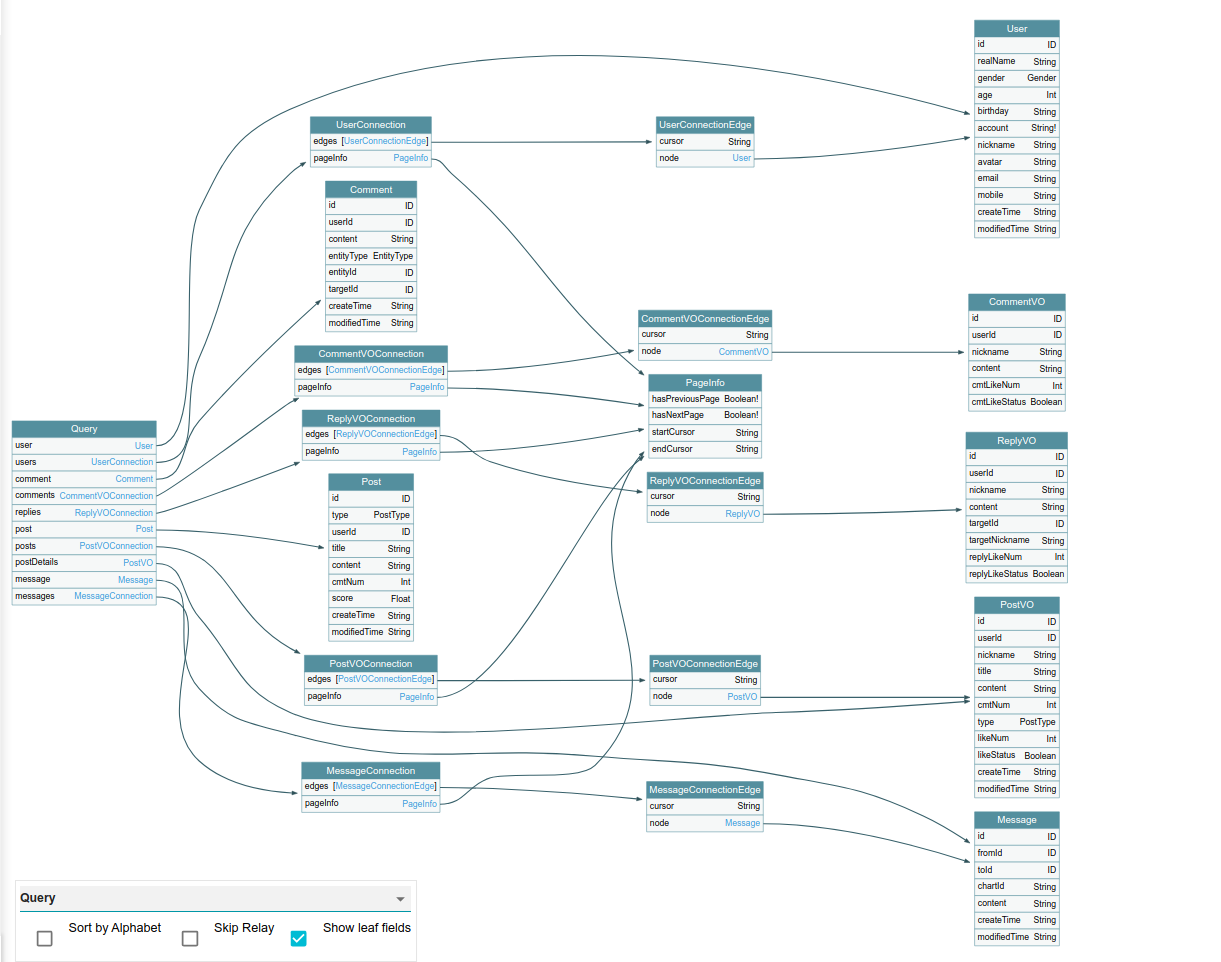 User
id ID
realName String
gender Gender
age Int
birthday String
account String!
nickname String
avatar String
email String
mobile String
createTime String
modifiedTime String
UserConnection
edges [UserConnectionEdge]
pageInfo PageInfo
UserConnectionEdge
cursor String
node User
Comment
id ID
userId ID
content String
entityType EntityType
entityId ID
targetId ID
createTime String
modifiedTime String
CommentVOConnectionEdge
cursor String
node CommentVO
CommentVO
id ID
userId ID
nickname String
content String
cmtLikeNum Int
cmtLikeStatus Boolean
CommentVOConnection
edges [CommentVOConnectionEdge]
pageInfo PageInfo
PageInfo
hasPreviousPage Boolean!
hasNextPage Boolean!
startCursor String
endCursor String
ReplyVOConnection
edges [ReplyVOConnectionEdge]
pageInfo PageInfo
Query
user User
users UserConnection
comment Comment
comments CommentVOConnection
replies ReplyVOConnection
post Post
posts PostVOConnection
postDetails PostVO
message Message
messages MessageConnection
ReplyVOConnectionEdge
cursor String
node ReplyVO
ReplyVO
id ID
userId ID
nickname String
content String
targetId ID
targetNickname String
replyLikeNum Int
replyLikeStatus Boolean
Post
id ID
type PostType
userId ID
title String
content String
cmtNum Int
score Float
createTime String
modifiedTime String
PostVO
id ID
userId ID
nickname String
title String
content String
cmtNum Int
type PostType
likeNum Int
likeStatus Boolean
createTime String
modifiedTime String
PostVOConnection
edges [PostVOConnectionEdge]
pageInfo PageInfo
PostVOConnectionEdge
cursor String
node PostVO
MessageConnection
edges [MessageConnectionEdge]
pageInfo PageInfo
MessageConnectionEdge
cursor String
node Message
Message
id ID
fromId ID
toId ID
chartId String
content String
createTime String
modifiedTime String
Query
Sort by Alphabet
Skip Relay
Show leaf fields